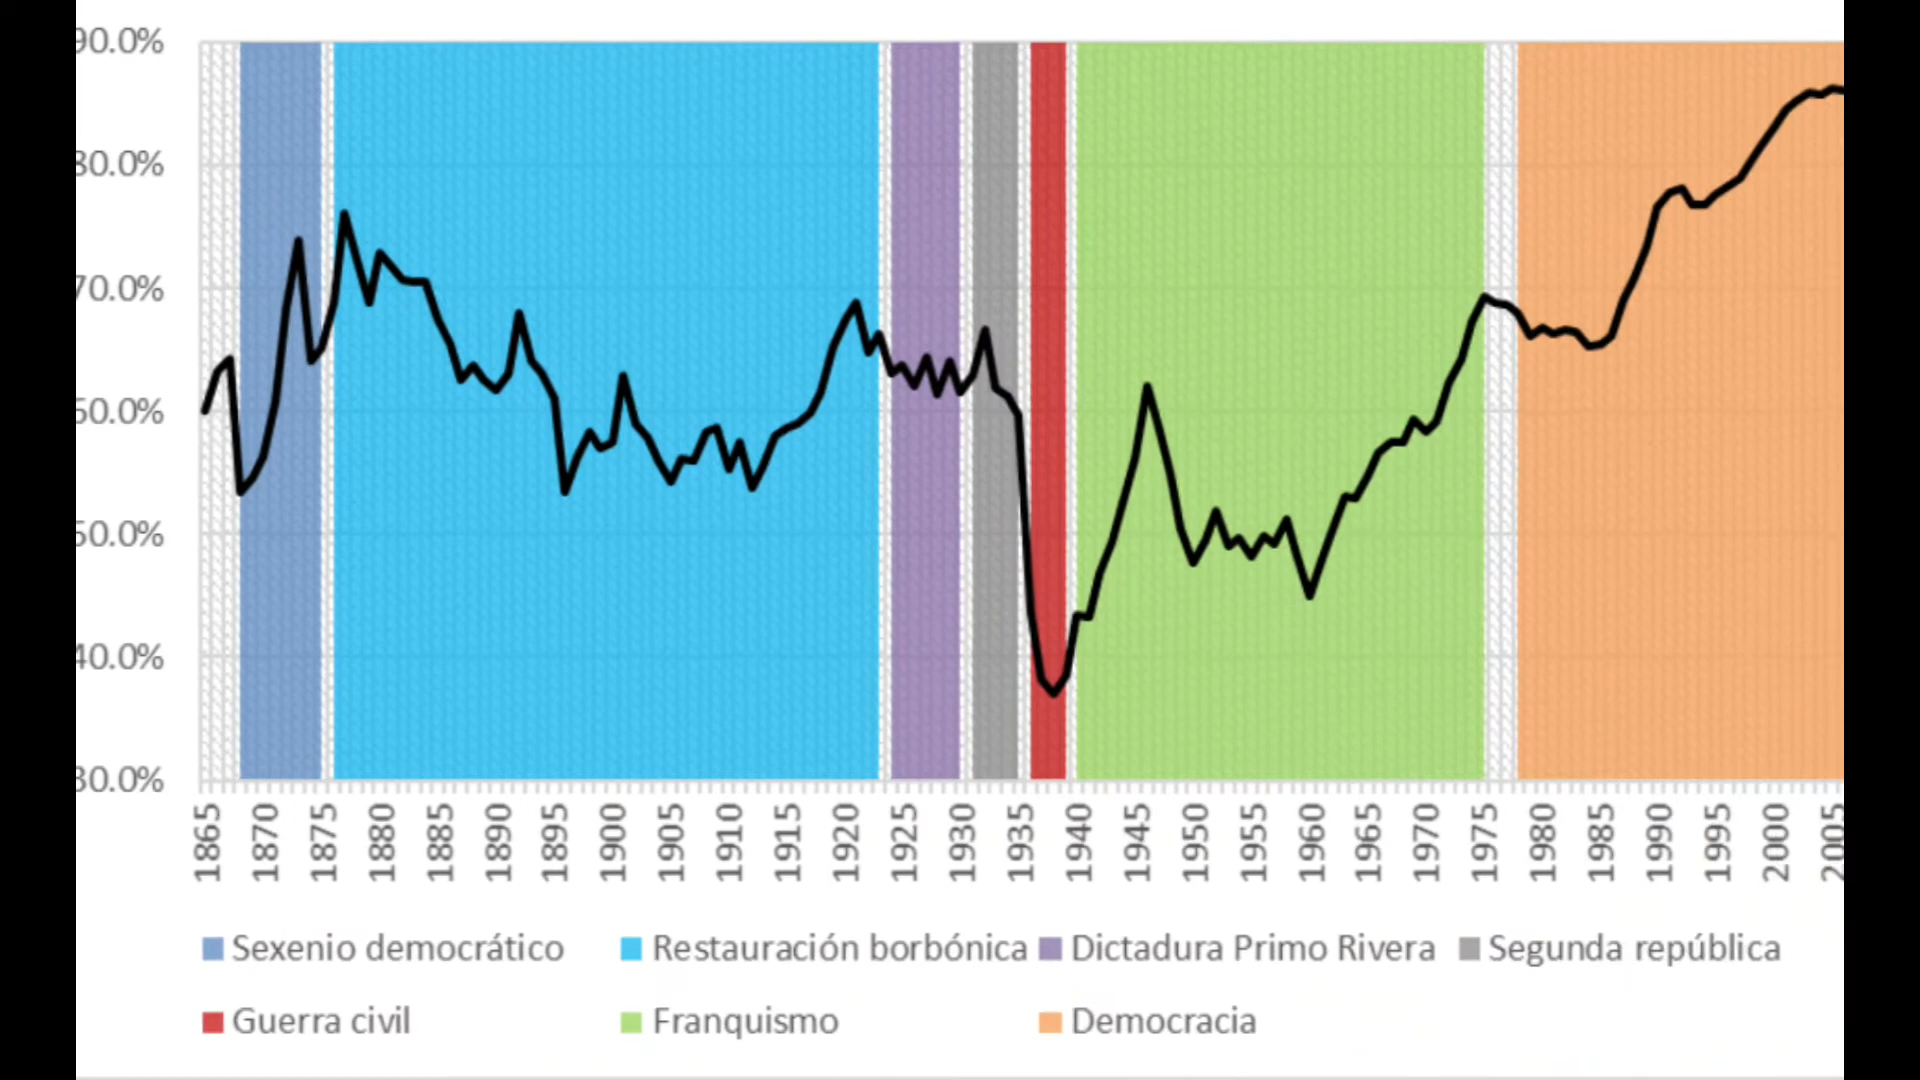 90.0%
80.0%
70.0%
60.0%
50.0%
40.0%
30.0%
1865 1870 1875 1880 1885 1890 1895 1900 1905 1910 1915 1920 1925 1930 1935 1940 1945 1950 1955 1960 1965 1970 1975 1980 1985 1990 1995 2000 2005
Sexenio democrático Restauración borbónica Dictadura Primo Rivera Segunda república
Guerra civil Franquismo Democracia